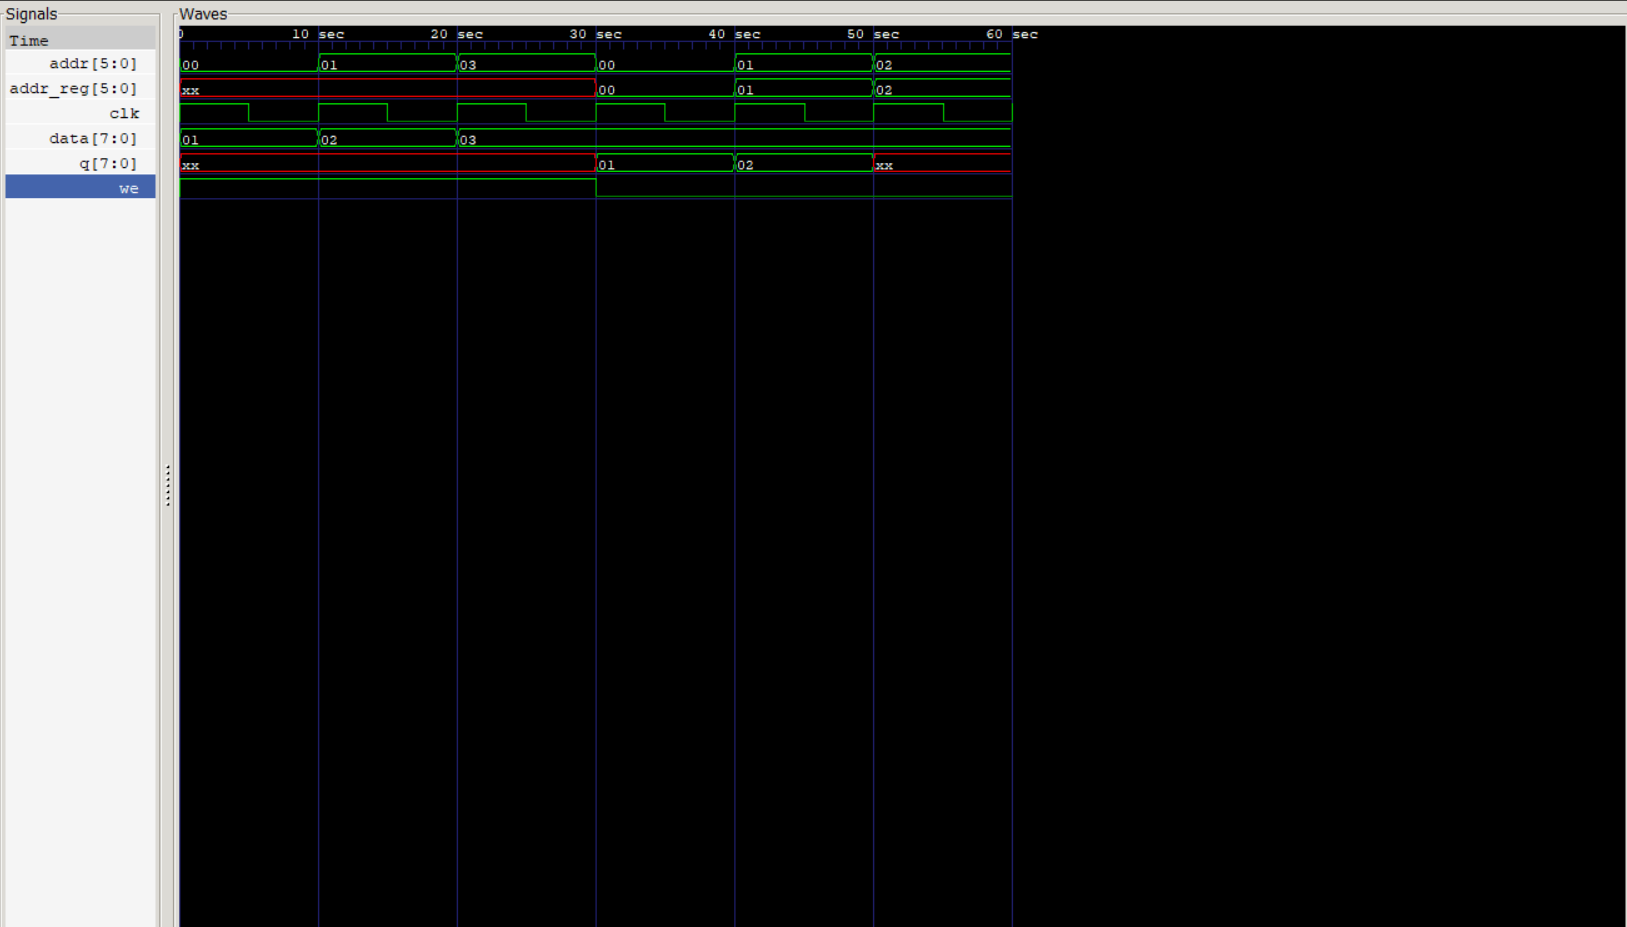 Signals Waves
Time 0 10 sec 20 sec 30 sec 40 sec 50 sec 60 sec
addr[5:0] 00 01 03 00 01 02
addr_reg[5:0] xx 00 01 02
clk
data[7:0] 01 02 03
q[7:0] xx 01 02 xx
we